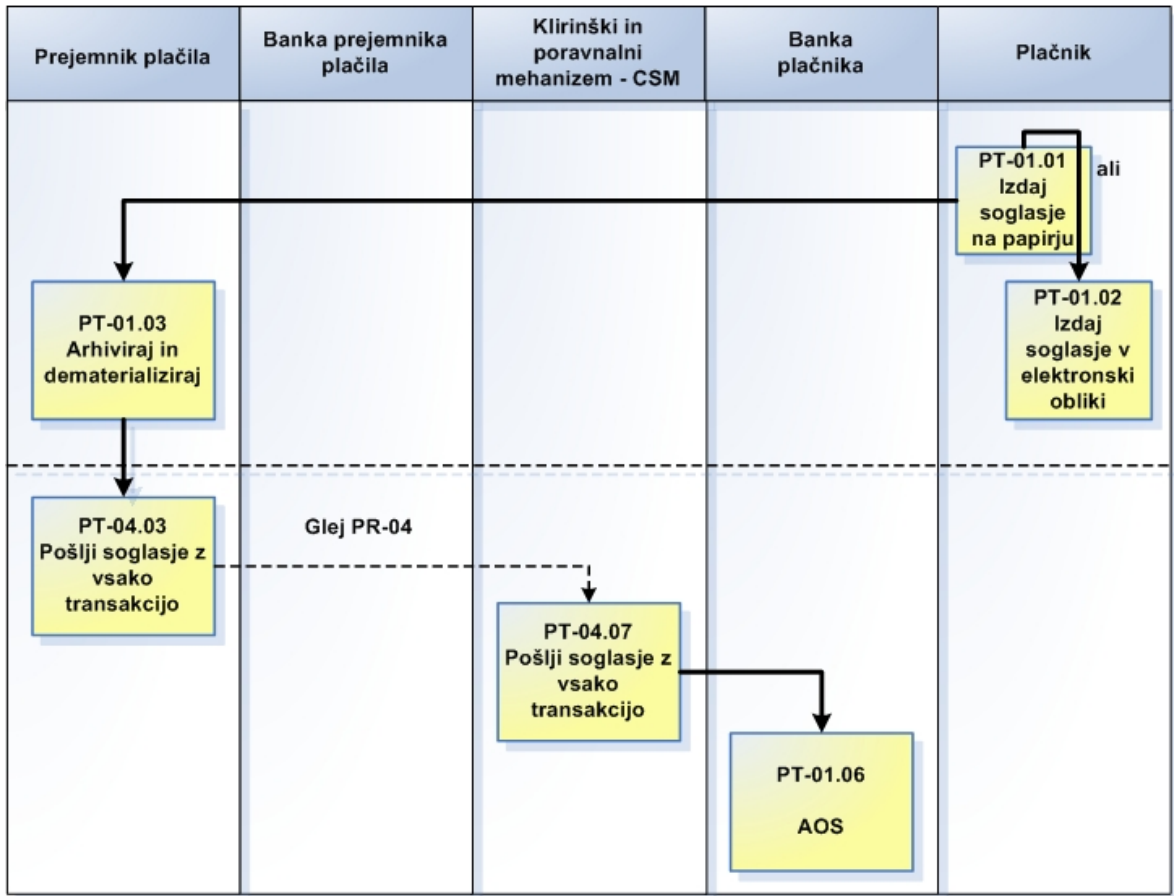 Prejemnik plačila
Banka prejemnika
plačila
Klirinški in
poravnalni
mehanizem - CSM
Banka
plačnika
Plačnik
PT-01.01
Izdaj
soglasje
na papirju
ali
PT-01.02
Izdaj
soglasje v
elektronski
obliki
PT-01.03
Arhiviraj in
dematerializiraj
PT-04.03
Pošlji soglasje z
vsako
transakcijo
Glej PR-04
PT-04.07
Pošlji soglasje z
vsako
transakcijo
PT-01.06
AOS